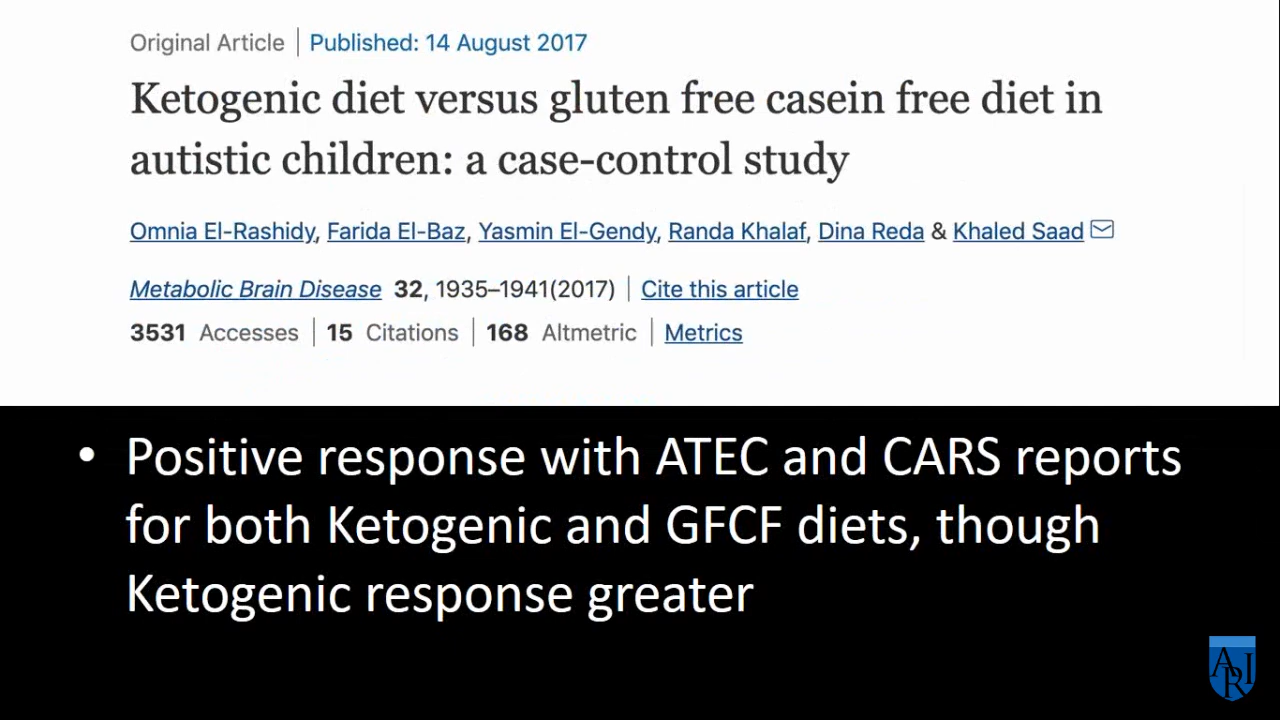 Original Article | Published: 14 August 2017
Ketogenic diet versus gluten free casein free diet in
autistic children: a case-control study
Omnia El-Rashidy, Farida El-Baz, Yasmin El-Gendy, Randa Khalaf, Dina Reda & Khaled Saad
Metabolic Brain Disease 32, 1935–1941(2017) | Cite this article
3531 Accesses | 15 Citations | 168 Altmetric | Metrics
• Positive response with ATEC and CARS reports
for both Ketogenic and GFCF diets, though
Ketogenic response greater
ARI